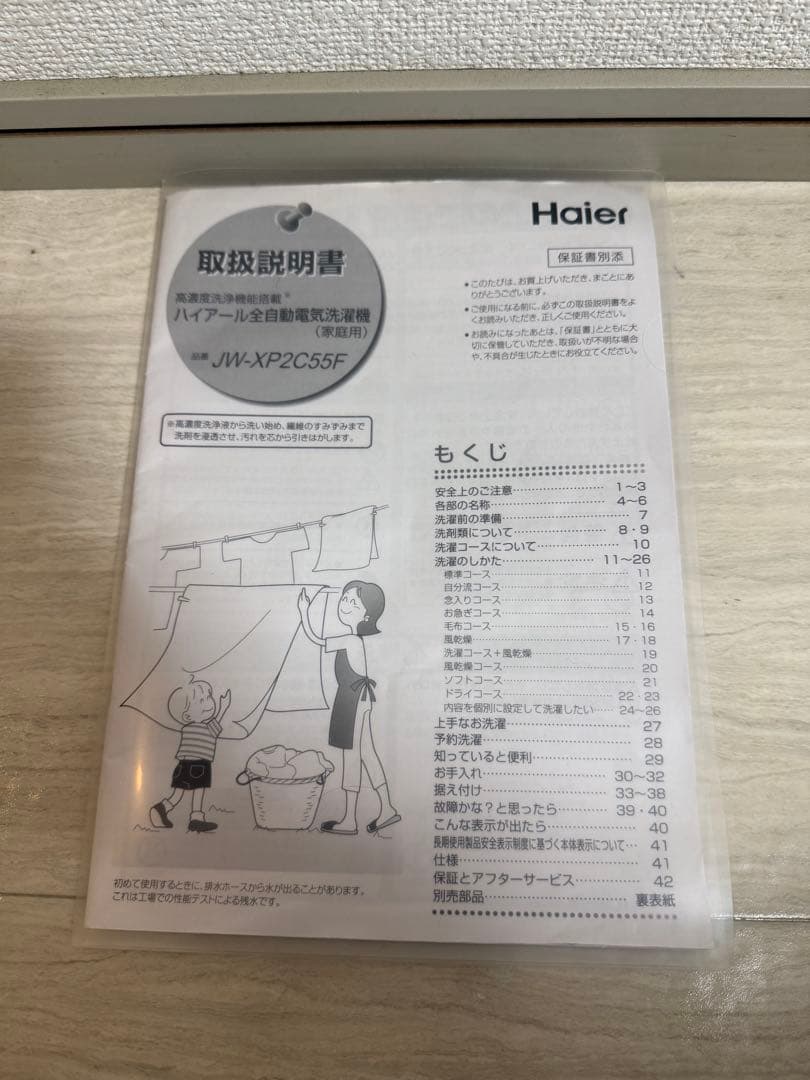 Haier
取扱説明書
高濃度洗浄機能搭載※
ハイアール全自動電気洗濯機
(家庭用)
品番 JW-XP2C55F
※高濃度洗浄液から洗い始め、繊維のすみずみまで
洗剤を浸透させ、汚れを芯から引きはがします。
保証書別添
●このたびは、お買上げいただき、まことにあ
りがとうございます。
●ご使用になる前に、必ずこの取扱説明書をよ
くお読みいただき、正しくご使用ください。
●お読みになったあとは、「保証書」とともに大
切に保管していただき、取扱いが不明な場合
や、不具合が生じたときにお役立てください。
もくじ
安全上のご注意 1〜3
各部の名称 4〜6
洗濯前の準備 7
洗剤類について 8・9
洗濯コースについて 10
洗濯のしかた 11〜26
標準コース 11
自分流コース 12
念入りコース 13
お急ぎコース 14
毛布コース 15・16
風乾燥 17・18
洗濯コース+風乾燥 19
風乾燥コース 20
ソフトコース 21
ドライコース 22・23
内容を個別に設定して洗濯したい 24〜26
上手なお洗濯 27
予約洗濯 28
知っていると便利 29
お手入れ 30〜32
据え付け 33〜38
故障かな?と思ったら 39・40
こんな表示が出たら 40
長期使用製品安全表示制度に基づく本体表示について 41
仕様 41
保証とアフターサービス 42
別売部品 裏表紙
初めて使用するときに、排水ホースから水が出ることがあります。
これは工場での性能テストによる残水です。